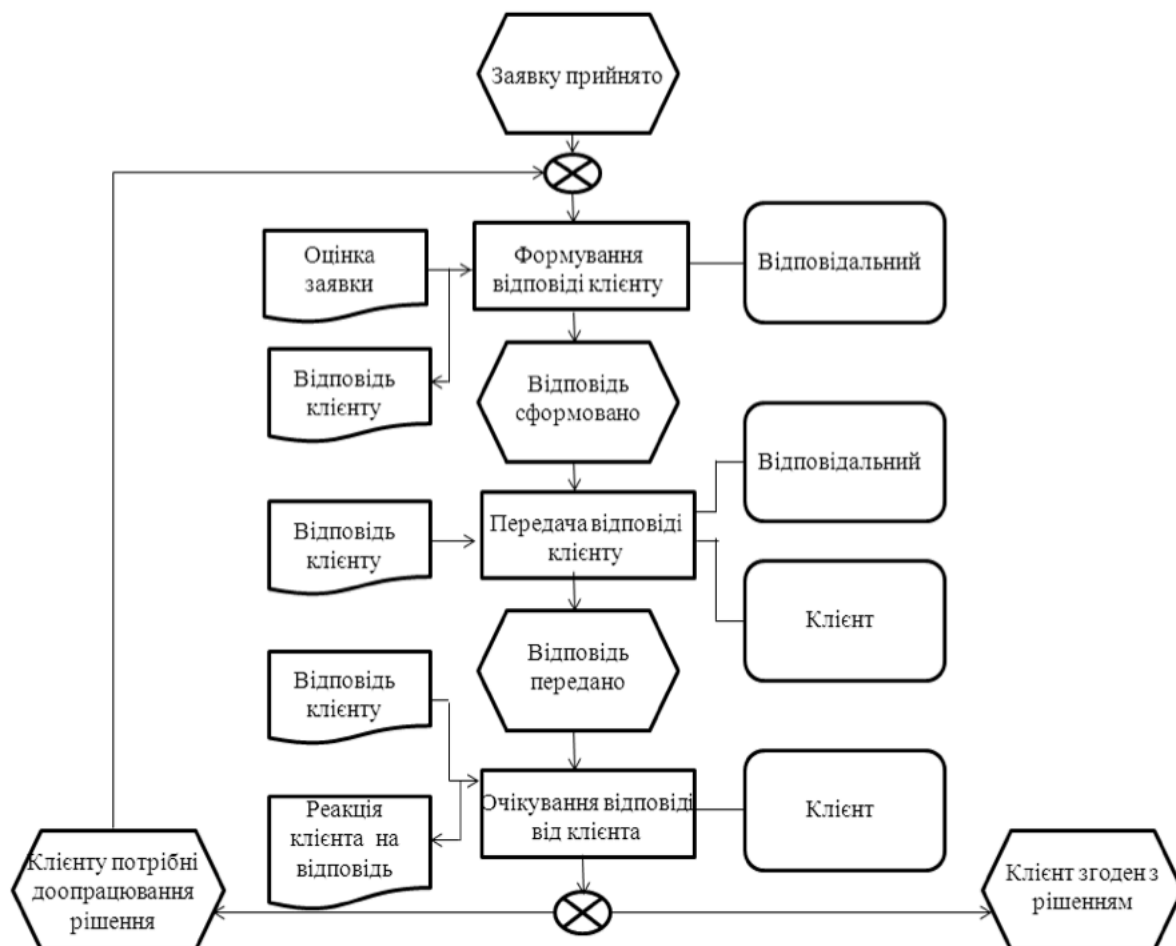 Заявку прийнято
Оцінка
заявки
Формування
відповіді клієнту
Відповідальний
Відповідь
клієнту
Відповідь
сформовано
Відповідальний
Відповідь
клієнту
Передача відповіді
клієнту
Клієнт
Відповідь
клієнту
Відповідь
передано
Реакція
клієнта на
відповідь
Очікування відповіді
від клієнта
Клієнт
Клієнту потрібні
доопрацювання
рішення
Клієнт згоден з
рішенням